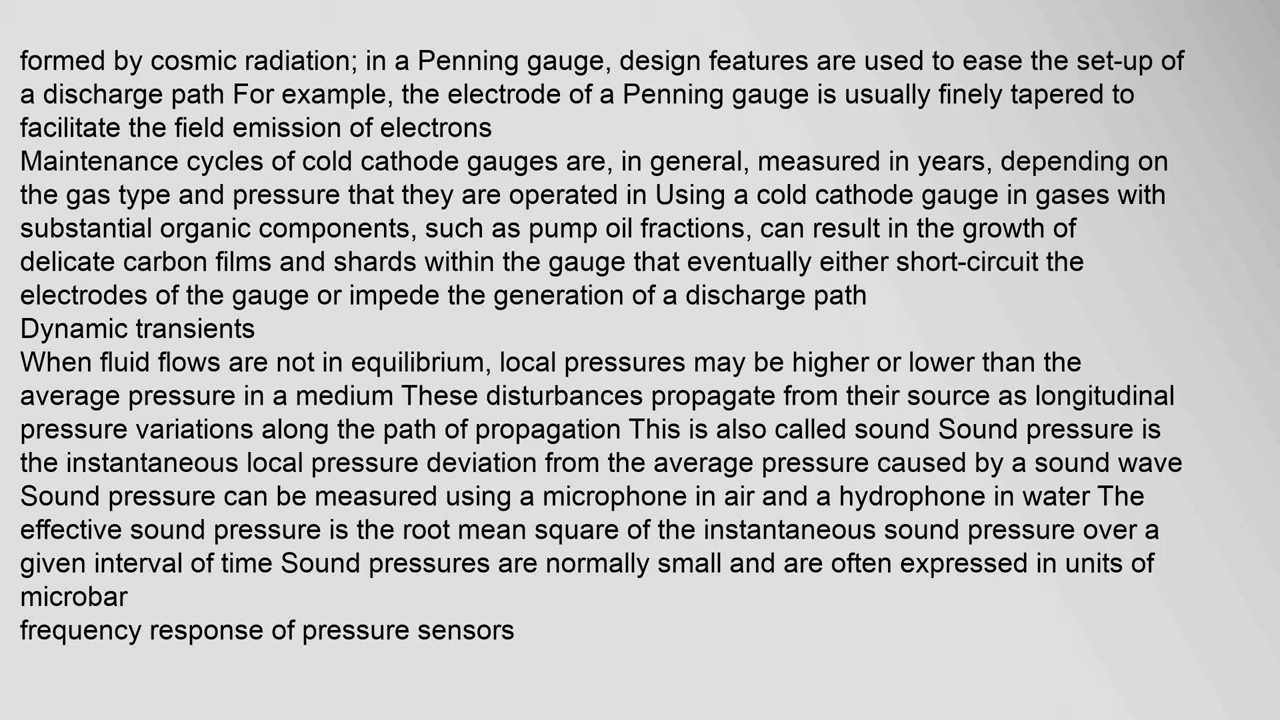 formed by cosmic radiation; in a Penning gauge, design features are used to ease the set-up of
a discharge path For example, the electrode of a Penning gauge is usually finely tapered to
facilitate the field emission of electrons
Maintenance cycles of cold cathode gauges are, in general, measured in years, depending on
the gas type and pressure that they are operated in Using a cold cathode gauge in gases with
substantial organic components, such as pump oil fractions, can result in the growth of
delicate carbon films and shards within the gauge that eventually either short-circuit the
electrodes of the gauge or impede the generation of a discharge path
Dynamic transients
When fluid flows are not in equilibrium, local pressures may be higher or lower than the
average pressure in a medium These disturbances propagate from their source as longitudinal
pressure variations along the path of propagation This is also called sound Sound pressure is
the instantaneous local pressure deviation from the average pressure caused by a sound wave
Sound pressure can be measured using a microphone in air and a hydrophone in water The
effective sound pressure is the root mean square of the instantaneous sound pressure over a
given interval of time Sound pressures are normally small and are often expressed in units of
microbar
frequency response of pressure sensors